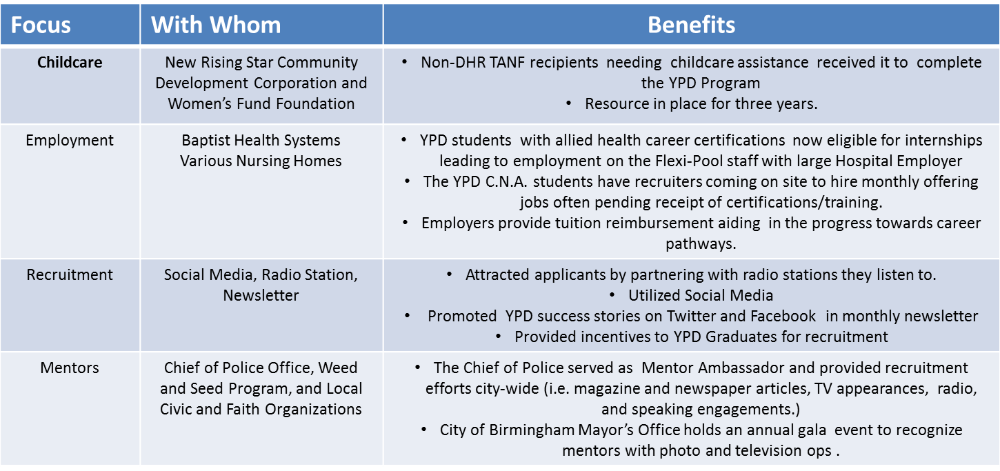 Focus
With Whom
Benefits
Childcare
New Rising Star Community
Development Corporation and
Women's Fund Foundation
• Non-DHR TANF recipients needing childcare assistance received it to complete
the YPD Program
• Resource in place for three years.
Employment
Baptist Health Systems
Various Nursing Homes
• YPD students with allied health career certifications now eligible for internships
leading to employment on the Flexi-Pool staff with large Hospital Employer
• The YPD C.N.A. students have recruiters coming on site to hire monthly offering
jobs often pending receipt of certifications/training.
• Employers provide tuition reimbursement aiding in the progress towards career
pathways.
Recruitment
Social Media, Radio Station,
Newsletter
• Attracted applicants by partnering with radio stations they listen to.
• Utilized Social Media
• Promoted YPD success stories on Twitter and Facebook in monthly newsletter
• Provided incentives to YPD Graduates for recruitment
Mentors
Chief of Police Office, Weed
and Seed Program, and Local
Civic and Faith Organizations
• The Chief of Police served as Mentor Ambassador and provided recruitment
efforts city-wide (i.e. magazine and newspaper articles, TV appearances, radio,
and speaking engagements.)
• City of Birmingham Mayor's Office holds an annual gala event to recognize
mentors with photo and television ops .